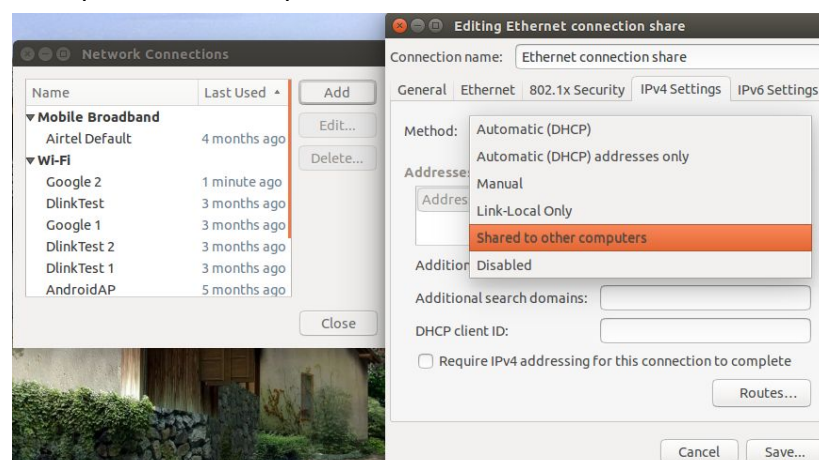 Network Connections
Name Last Used
Mobile Broadband
Airtel Default 4 months ago
Wi-Fi
Google 2 1 minute ago
DlinkTest 3 months ago
Google 1 3 months ago
DlinkTest 2 3 months ago
DlinkTest 1 3 months ago
AndroidAP 5 months ago
Add
Edit...
Delete...
Close
Editing Ethernet connection share
Connection name: Ethernet connection share
General Ethernet 802.1x Security IPv4 Settings IPv6 Settings
Method:
Automatic (DHCP)
Automatic (DHCP) addresses only
Manual
Link-Local Only
Shared to other computers
Disabled
Addresses
Addres
Addition
Additional search domains:
DHCP client ID:
Require IPv4 addressing for this connection to complete
Routes...
Cancel Save...